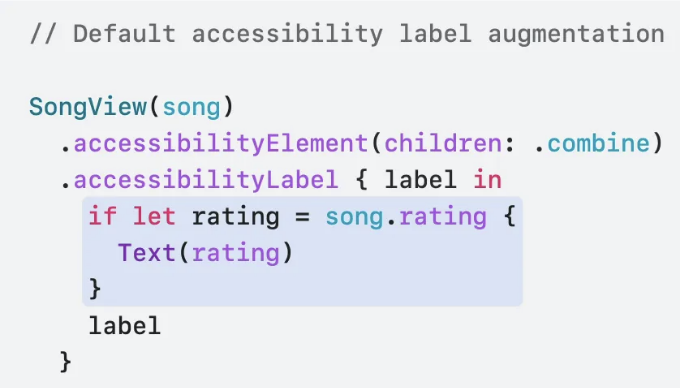 // Default accessibility label augmentation
SongView(song)
.accessibilityElement(children: .combine)
.accessibilityLabel { label in
if let rating = song.rating {
Text(rating)
}
label
}